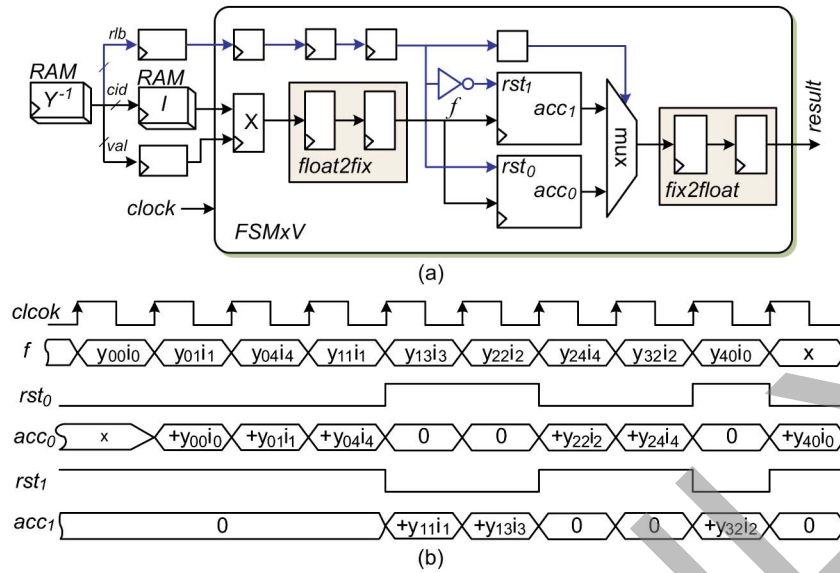 rlb
RAM
Y-1
cid
RAM
I
val
X
float2fix
f
rst1
acc1
rst0
acc0
mux
fix2float
result
clock
FSMxV
(a)
clcok
f
y00i0 y01i1 y04i4 y11i1 y13i3 y22i2 y24i4 y32i2 y40i0 x
rst0
acc0 x +y00i0 +y01i1 +y04i4 0 0 +y22i2 +y24i4 0 +y40i0
rst1
acc1 0 +y11i1 +y13i3 0 0 +y32i2 0
(b)